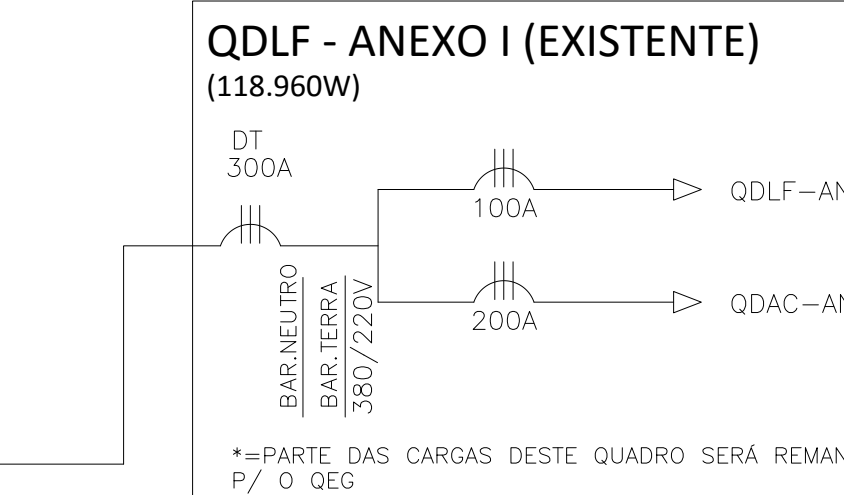 QDLF - ANEXO I (EXISTENTE)
(118.960W)
DT
300A
100A
QDLF-AN
200A
QDAC-AN
BAR.NEUTRO
BAR.TERRA
380/220V
*=PARTE DAS CARGAS DESTE QUADRO SERÁ REMAN
P/ O QEG